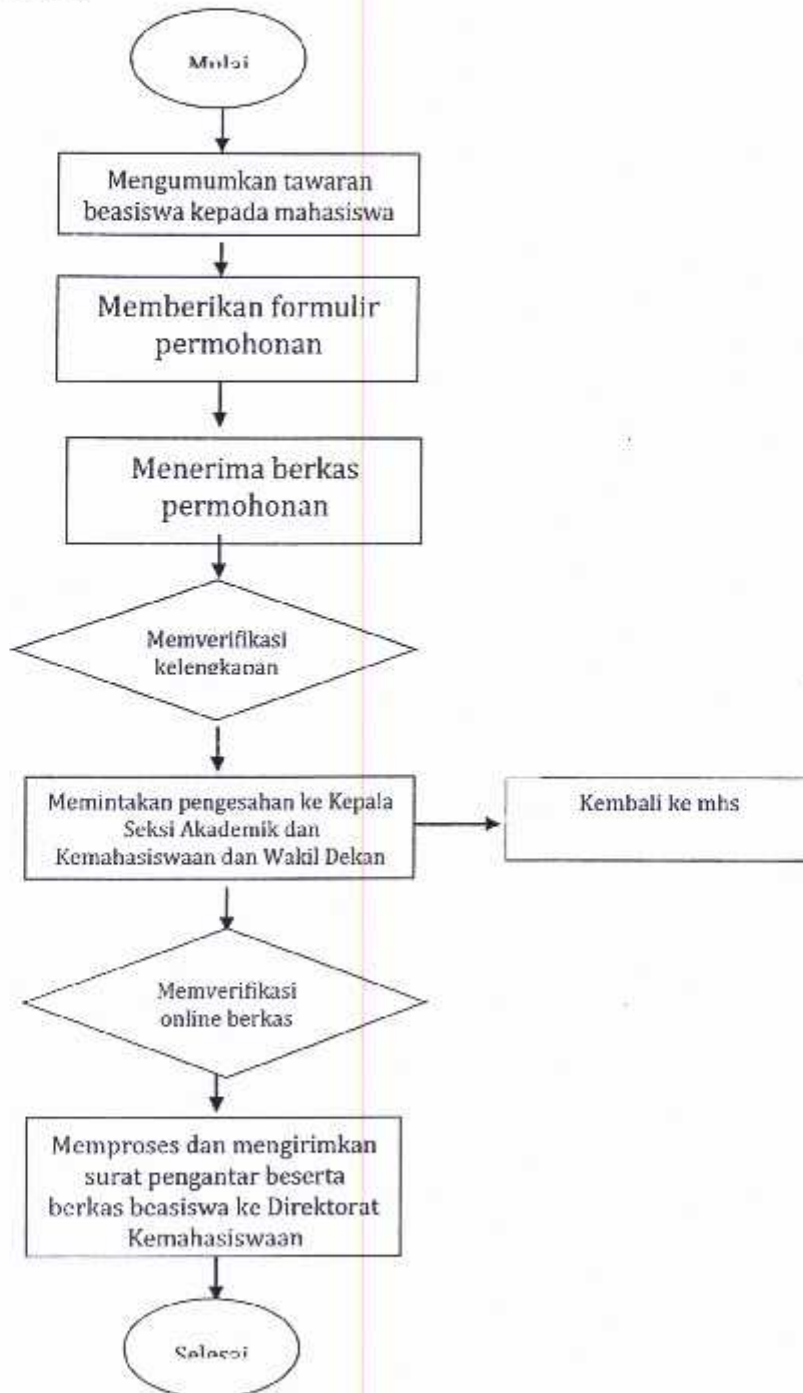 Mulai
Mengumumkan tawaran
beasiswa kepada mahasiswa
Memberikan formulir
permohonan
Menerima berkas
permohonan
Memverifikasi
kelengkapan
Memintakan pengesahan ke Kepala
Seksi Akademik dan
Kemahasiswaan dan Wakil Dekan
Kembali ke mhs
Memverifikasi
online berkas
Memproses dan mengirimkan
surat pengantar beserta
berkas beasiswa ke Direktorat
Kemahasiswaan
Selesai